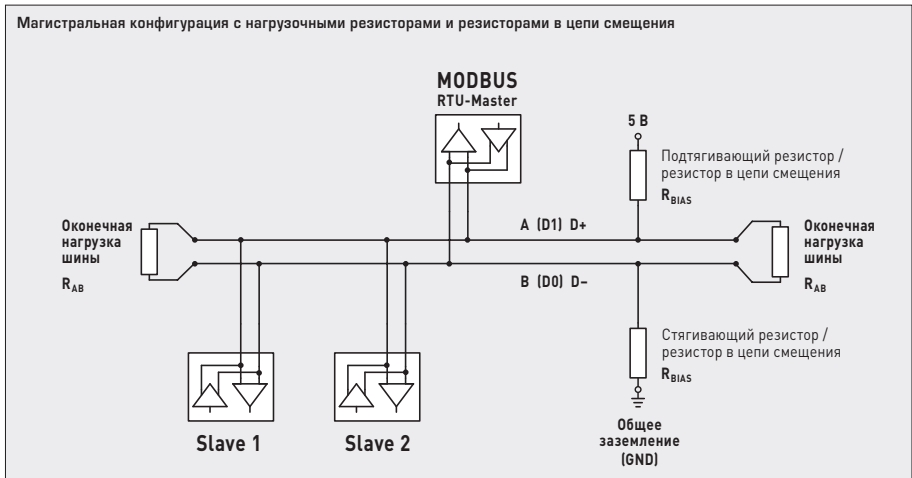 Магистральная конфигурация с нагрузочными резисторами и резисторами в цепи смещения
MODBUS
RTU-Master
5 В
Подтягивающий резистор /
резистор в цепи смещения
RBIAS
Оконечная
нагрузка
шины
RAB
A (D1) D+
B (D0) D–
Оконечная
нагрузка
шины
RAB
Стягивающий резистор /
резистор в цепи смещения
RBIAS
Slave 1
Slave 2
Общее
заземление
(GND)